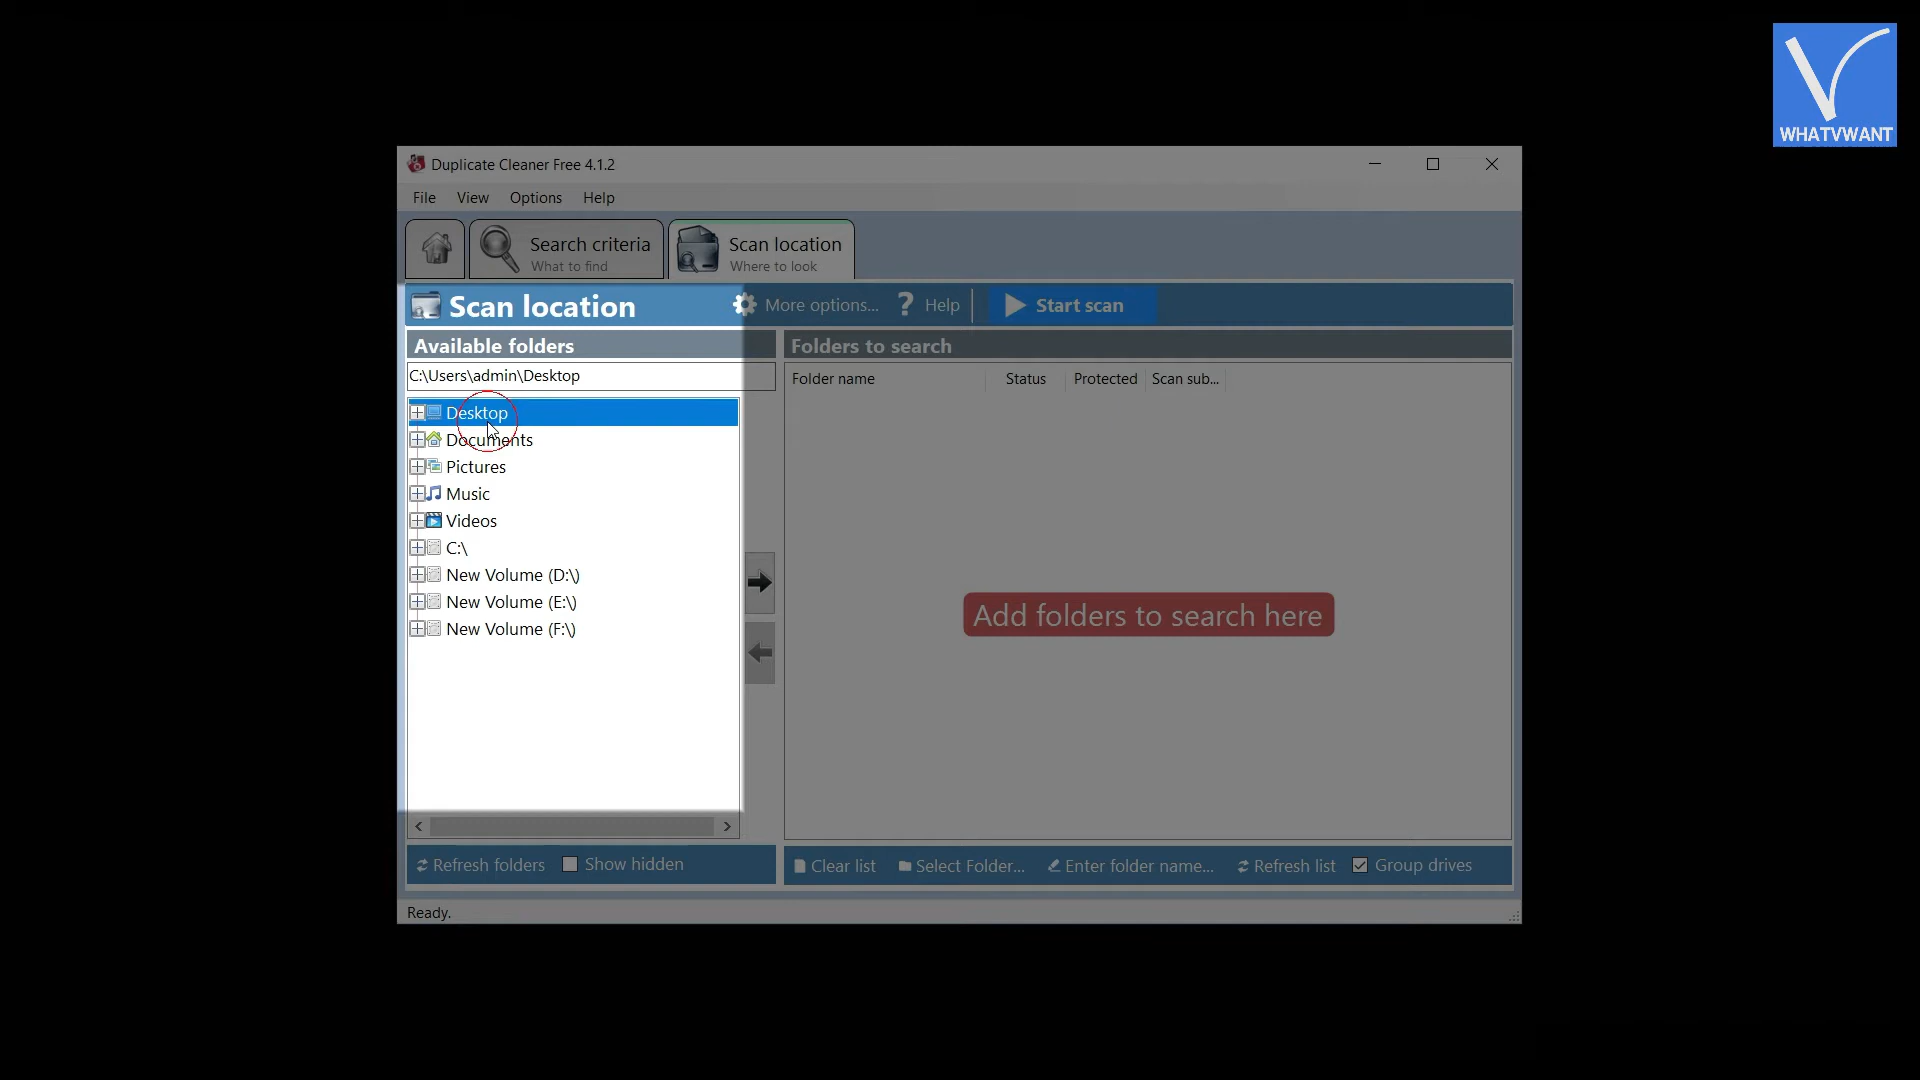 WHATVWANT
Duplicate Cleaner Free 4.1.2
File View Options Help
Search criteria
What to find
Scan location
Where to look
Scan location
More options... ? Help
Start scan
Available folders
Folders to search
C:\Users\admin\Desktop
Folder name Status Protected Scan sub...
Desktop
Documents
Pictures
Music
Videos
C:\
New Volume (D:\)
New Volume (E:\)
New Volume (F:\)
Add folders to search here
Refresh folders Show hidden
Clear list Select Folder... Enter folder name... Refresh list Group drives
Ready.